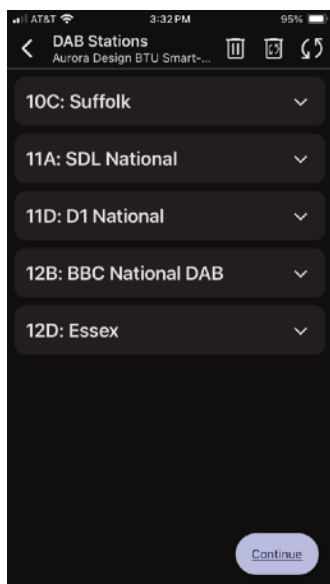 AT&T 3:32 PM 95%
DAB Stations
Aurora Design BTU Smart-...
10C: Suffolk
11A: SDL National
11D: D1 National
12B: BBC National DAB
12D: Essex
Continue